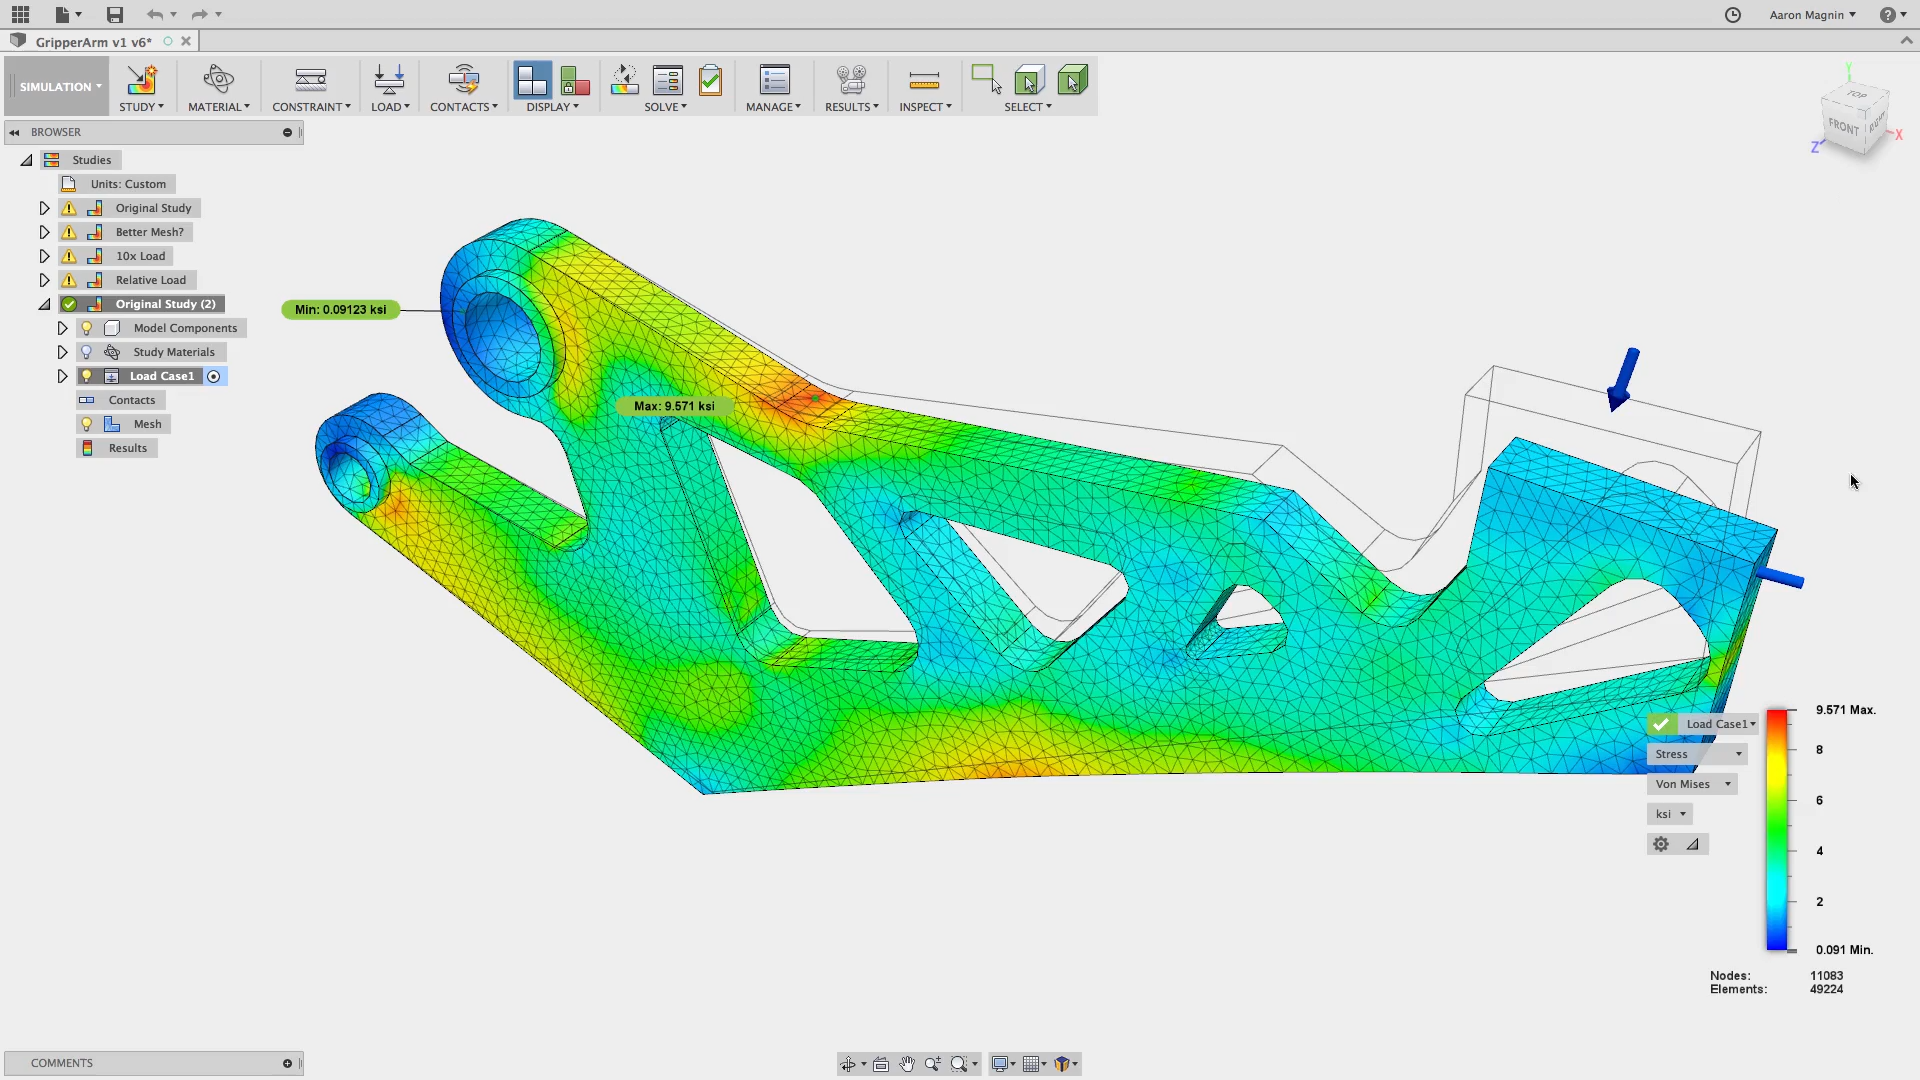 Aaron Magnin
GripperArm v1 v6*
SIMULATION
STUDY
MATERIAL
CONSTRAINT
LOAD
CONTACTS
DISPLAY
SOLVE
MANAGE
RESULTS
INSPECT
SELECT
Y
TOP
FRONT
RIGHT
X
Z
BROWSER
Studies
Units: Custom
Original Study
Better Mesh?
10x Load
Relative Load
Original Study (2)
Model Components
Study Materials
Load Case1
Contacts
Mesh
Results
Min: 0.09123 ksi
Max: 9.571 ksi
Load Case1
Stress
Von Mises
ksi
9.571 Max.
8
6
4
2
0.091 Min.
Nodes: 11083
Elements: 49224
COMMENTS